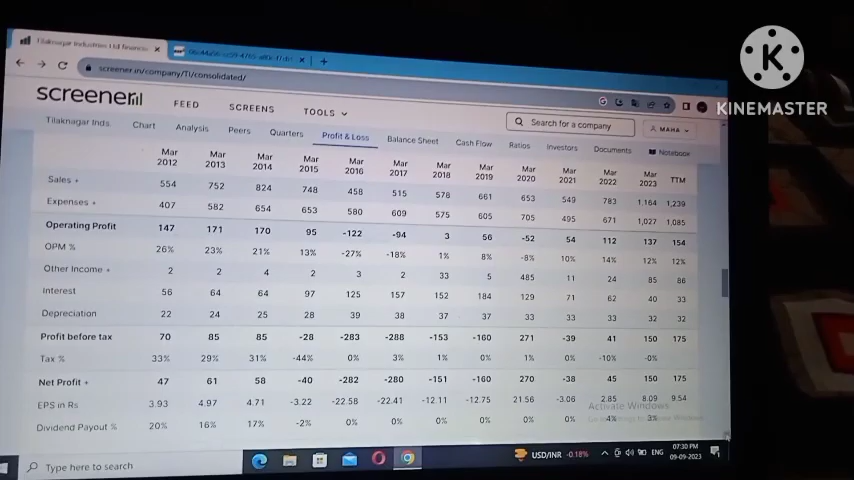 Tilaknagar Industries Ltd financia
screener.in/company/TI/consolidated/
K
KINEMASTER
screener
FEED
SCREENS
TOOLS
Search for a company
MAHA
Tilaknagar Inds.
Chart
Analysis
Peers
Quarters
Profit & Loss
Balance Sheet
Cash Flow
Ratios
Investors
Documents
Notebook
Mar 2012 Mar 2013 Mar 2014 Mar 2015 Mar 2016 Mar 2017 Mar 2018 Mar 2019 Mar 2020 Mar 2021 Mar 2022 Mar 2023 TTM
Sales + 554 752 824 748 458 515 578 661 653 549 783 1,164 1,239
Expenses + 407 582 654 653 580 609 575 605 705 495 671 1,027 1,085
Operating Profit 147 171 170 95 -122 -94 3 56 -52 54 112 137 154
OPM % 26% 23% 21% 13% -27% -18% 1% 8% -8% 10% 14% 12% 12%
Other Income + 2 2 4 2 3 2 33 5 485 11 24 85 86
Interest 56 64 64 97 125 157 152 184 129 71 62 40 33
Depreciation 22 24 25 28 39 38 37 37 33 33 33 32 32
Profit before tax 70 85 85 -28 -283 -288 -153 -160 271 -39 41 150 175
Tax % 33% 29% 31% -44% 0% 3% 1% 0% 1% 0% -10% -0%
Net Profit + 47 61 58 -40 -282 -280 -151 -160 270 -38 45 150 175
EPS in Rs 3.93 4.97 4.71 -3.22 -22.58 -22.41 -12.11 -12.75 21.56 -3.06 2.85 8.09 9.54
Dividend Payout % 20% 16% 17% -2% 0% 0% 0% 0% 0% 0% 4% 3%
Activate Windows
Type here to search
USD/INR -0.18%
ENG
07:30 PM
09-09-2023